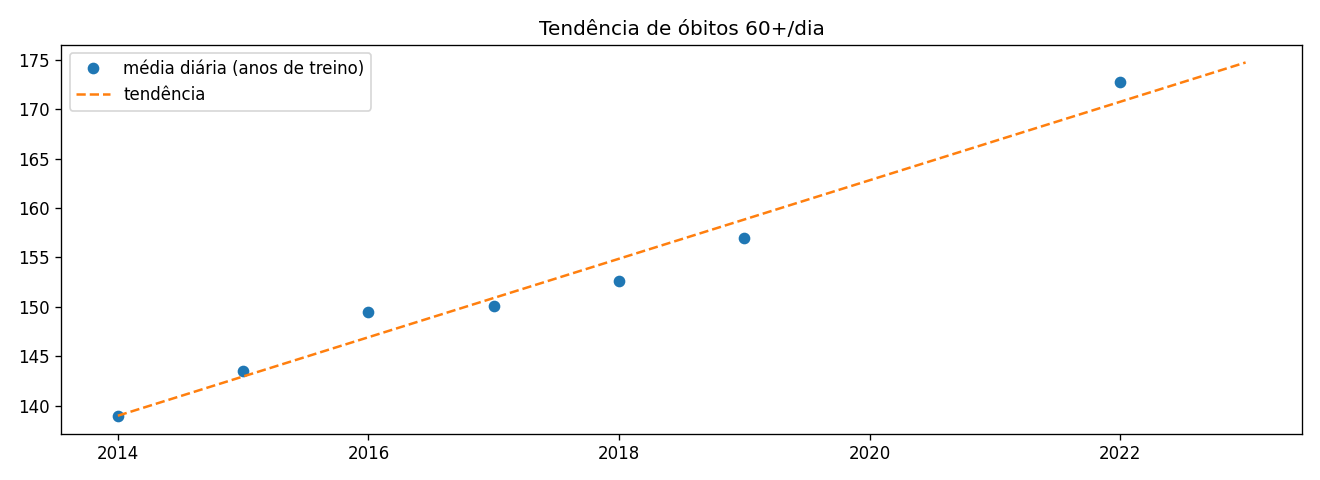 Tendência de óbitos 60+/dia
média diária (anos de treino)
tendência
175
170
165
160
155
150
145
140
2014 2016 2018 2020 2022